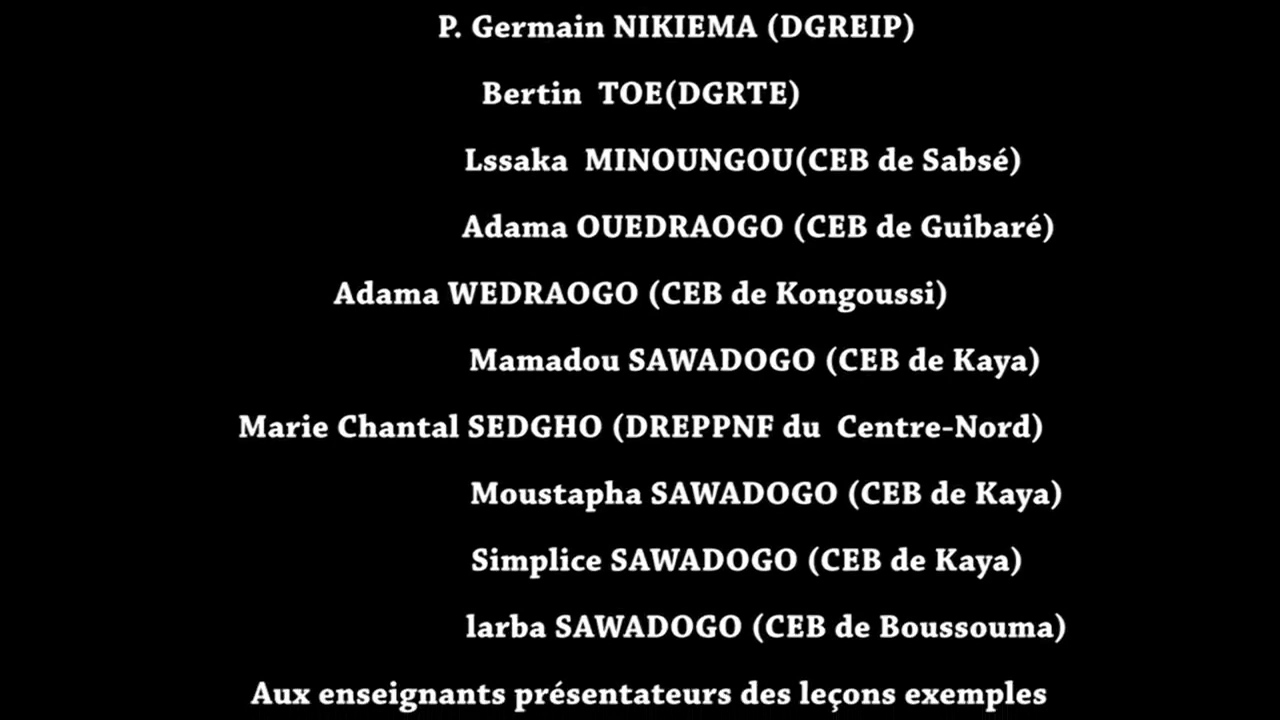 P. Germain NIKIEMA (DGREIP)
Bertin TOE(DGRTE)
Lssaka MINOUNGOU(CEB de Sabsé)
Adama OUEDRAOGO (CEB de Guibaré)
Adama WEDRAOGO (CEB de Kongoussi)
Mamadou SAWADOGO (CEB de Kaya)
Marie Chantal SEDGHO (DREPPNF du Centre-Nord)
Moustapha SAWADOGO (CEB de Kaya)
Simplice SAWADOGO (CEB de Kaya)
larba SAWADOGO (CEB de Boussouma)
Aux enseignants présentateurs des leçons exemples